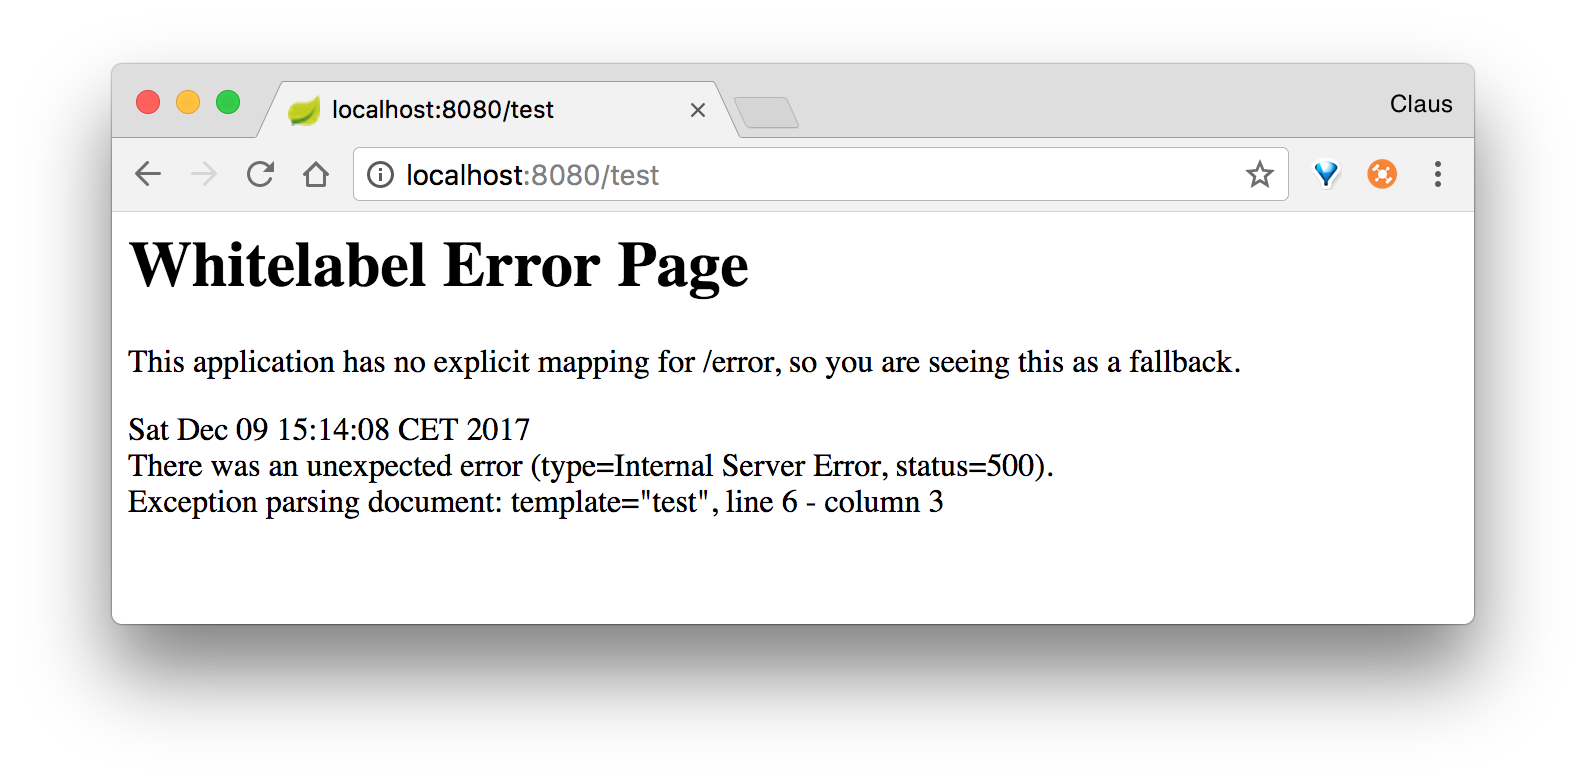 localhost:8080/test
Claus
localhost:8080/test
Whitelabel Error Page
This application has no explicit mapping for /error, so you are seeing this as a fallback.
Sat Dec 09 15:14:08 CET 2017
There was an unexpected error (type=Internal Server Error, status=500).
Exception parsing document: template="test", line 6 - column 3